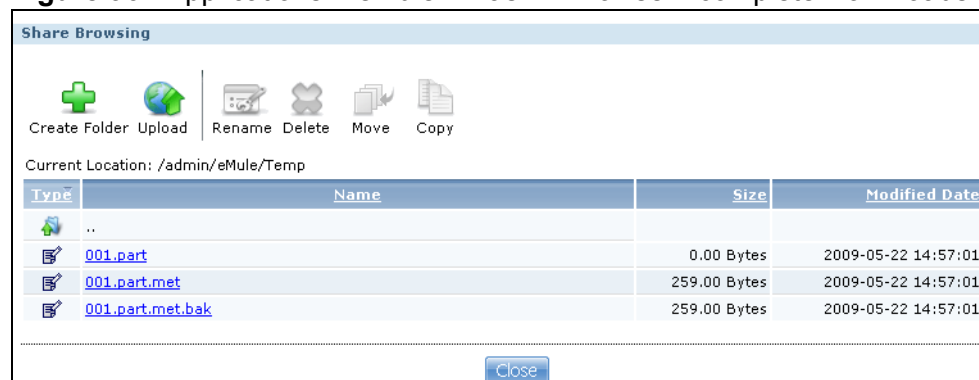 Share Browsing
Create Folder Upload Rename Delete Move Copy
Current Location: /admin/eMule/Temp
Type Name Size Modified Date
..
001.part 0.00 Bytes 2009-05-22 14:57:01
001.part.met 259.00 Bytes 2009-05-22 14:57:01
001.part.met.bak 259.00 Bytes 2009-05-22 14:57:01
Close